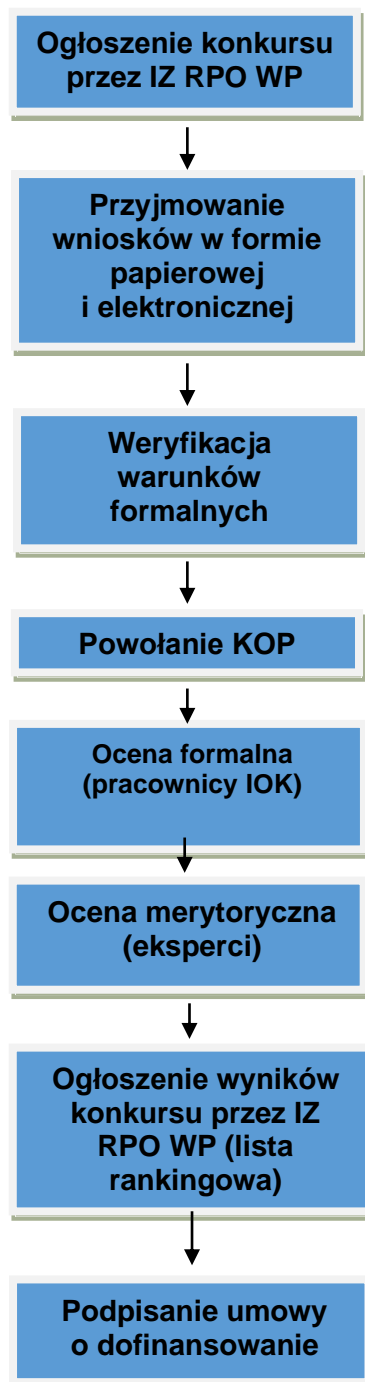 Ogłoszenie konkursu
przez IZ RPO WP
Przyjmowanie
wniosków w formie
papierowej
i elektronicznej
Weryfikacja
warunków
formalnych
Powołanie KOP
Ocena formalna
(pracownicy IOK)
Ocena merytoryczna
(eksperci)
Ogłoszenie wyników
konkursu przez IZ
RPO WP (lista
rankingowa)
Podpisanie umowy
o dofinansowanie